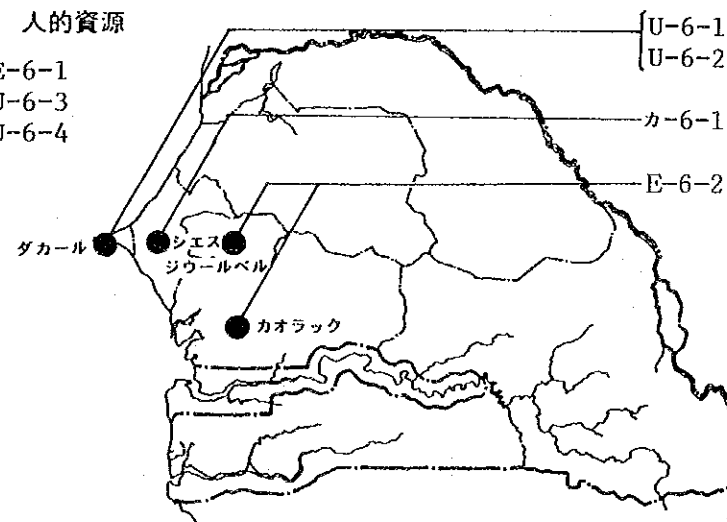 人的資源
E-6-1
U-6-3
U-6-4
U-6-1
U-6-2
カ-6-1
E-6-2
ダカール
シエス
ジウールベル
カオラック